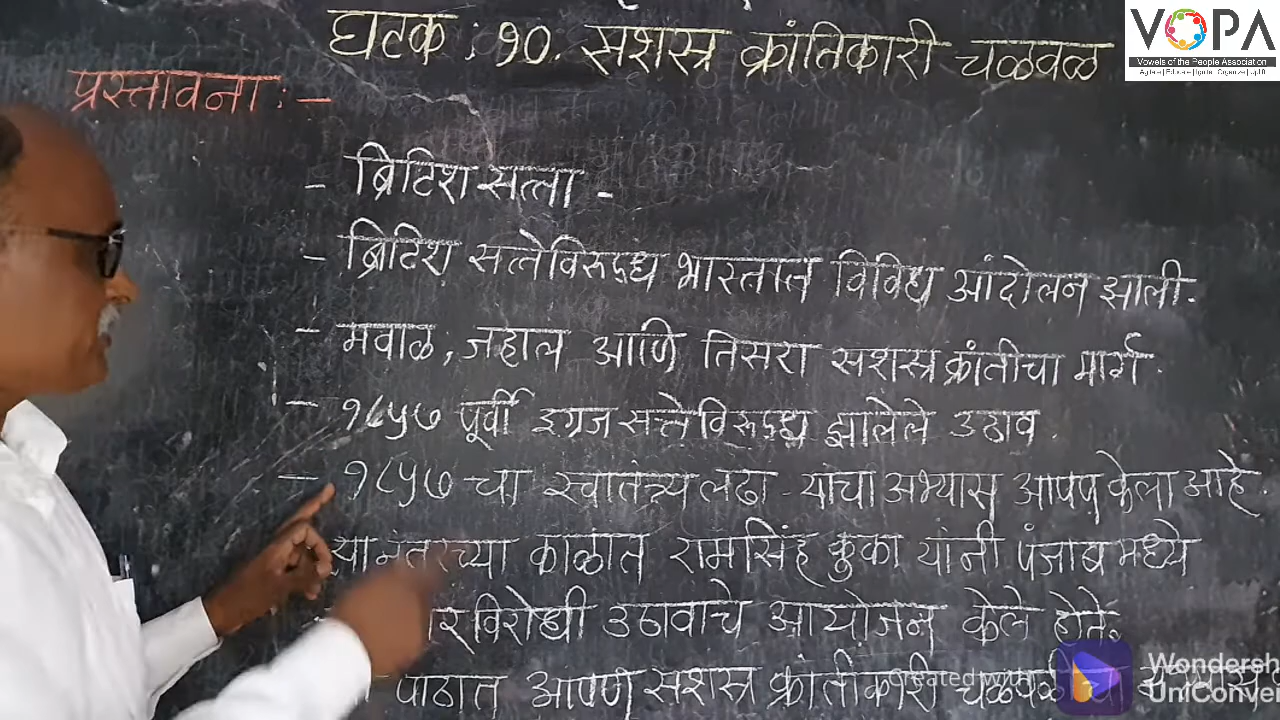 घटक : १०. सशस्त्र क्रांतिकारी चळवळ
VOPA
Vowels of the People Association
प्रस्तावना : –
– ब्रिटिश सत्ता -
– ब्रिटिश सत्तेविरूद्ध भारतात विविध आंदोलन झाली.
– मवाळ, जहाल आणि तिसरा सशस्त्र क्रांतीचा मार्ग.
– १८५७ पूर्वी इंग्रज सत्तेविरूद्ध झालेले उठाव.
– १८५७ चा स्वातंत्र्य लढा - यांचा अभ्यास आपण केला आहे.
यानंतरच्या काळात रामसिंह कुका यांनी पंजाब मध्ये
विरोधी उठावाचे आयोजन केले होते.
पाठात आपण सशस्त्र क्रांतीकारी चळवळ
Created with
Wondersh
UniConver